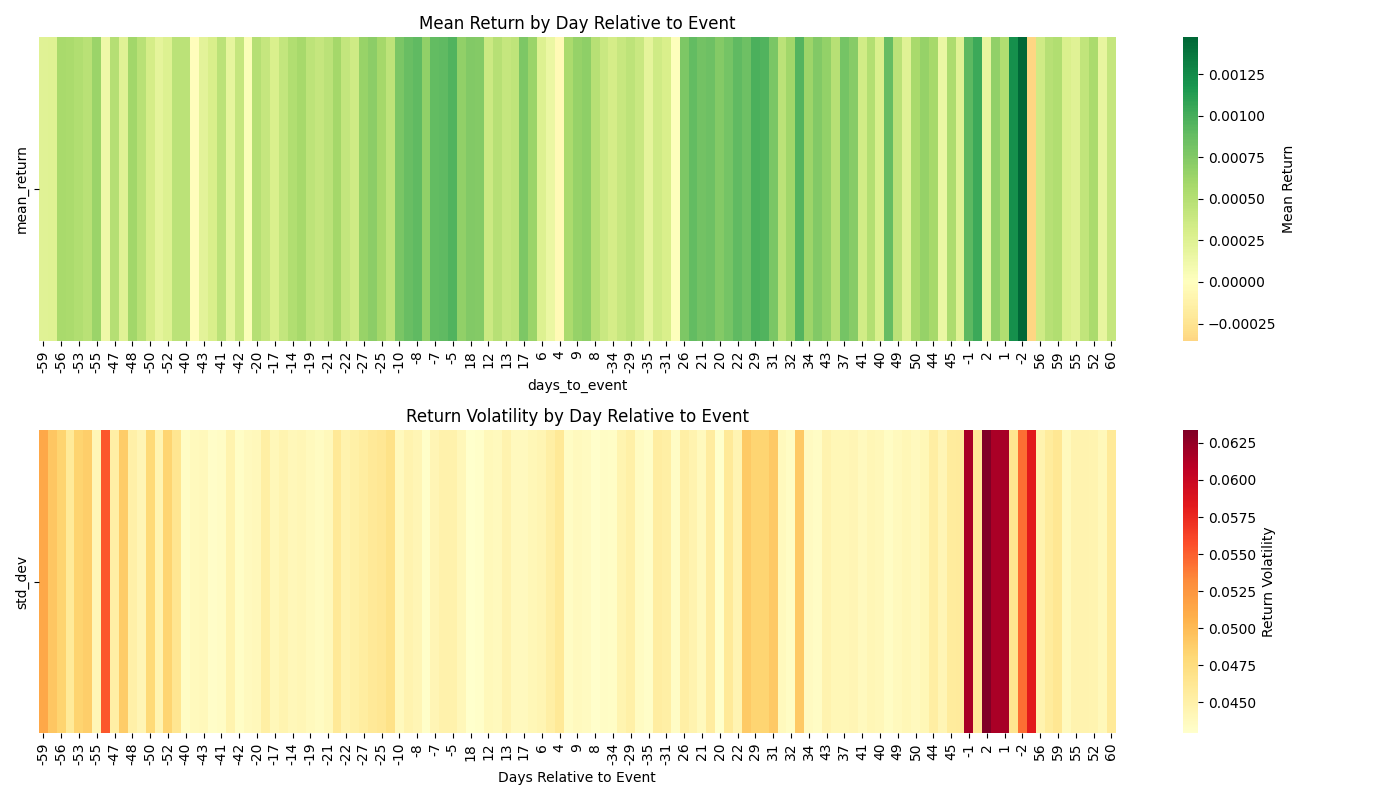 Mean Return by Day Relative to Event
mean_return
-59 -56 -53 -55 -47 -48 -50 -52 -40 -43 -41 -42 -20 -17 -14 -19 -21 -22 -27 -25 -10 -8 -7 -5 18 12 13 17 6 4 9 8 -34 -29 -35 -31 26 21 20 22 29 31 32 34 43 37 41 40 49 50 44 45 -1 2 1 -2 56 59 55 52 60
days_to_event
0.00125
0.00100
0.00075
0.00050
0.00025
0.00000
−0.00025
Mean Return
Return Volatility by Day Relative to Event
std_dev
-59 -56 -53 -55 -47 -48 -50 -52 -40 -43 -41 -42 -20 -17 -14 -19 -21 -22 -27 -25 -10 -8 -7 -5 18 12 13 17 6 4 9 8 -34 -29 -35 -31 26 21 20 22 29 31 32 34 43 37 41 40 49 50 44 45 -1 2 1 -2 56 59 55 52 60
Days Relative to Event
0.0625
0.0600
0.0575
0.0550
0.0525
0.0500
0.0475
0.0450
Return Volatility